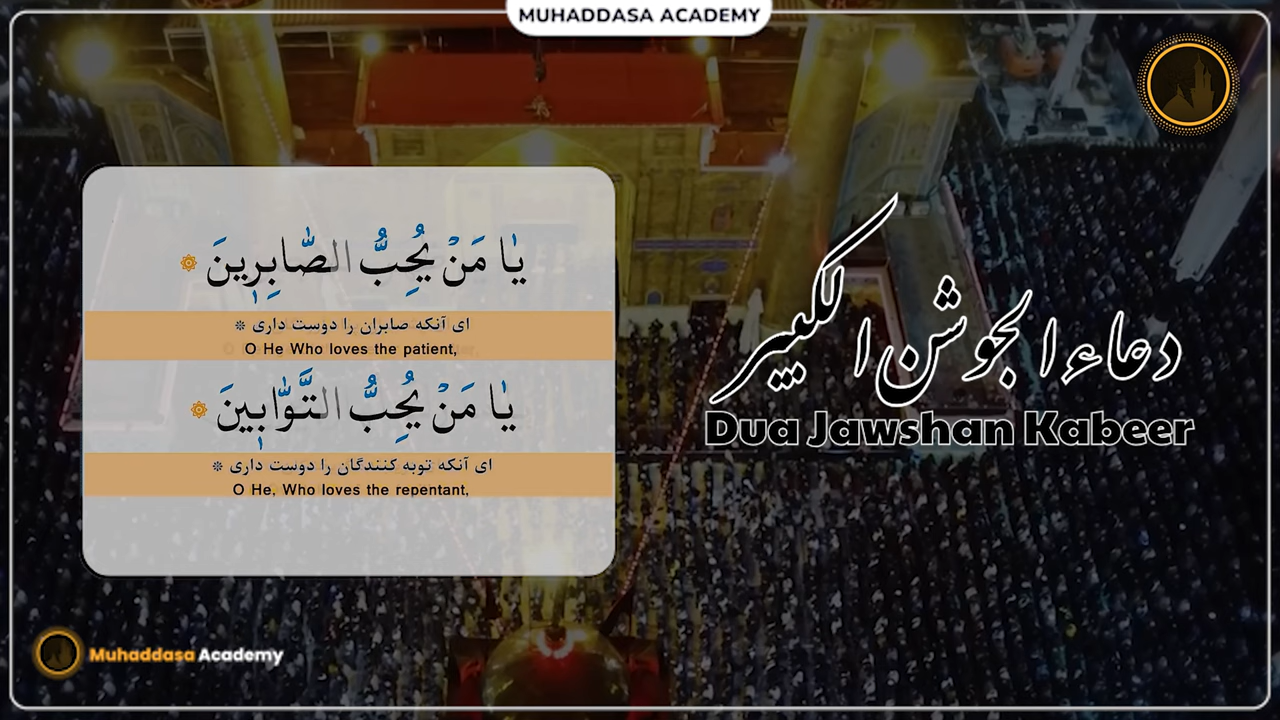 MUHADDASA ACADEMY
يٰا مَنْ يُحِبُّ الصّٰابِرِينَ ۞
ای آنکه صابران را دوست داری ❊
O He Who loves the patient,
يٰا مَنْ يُحِبُّ التَّوّٰابِينَ ۞
ای آنکه توبه کنندگان را دوست داری ❊
O He, Who loves the repentant,
دعاء الجوشن الكبير
Dua Jawshan Kabeer
Muhaddasa Academy